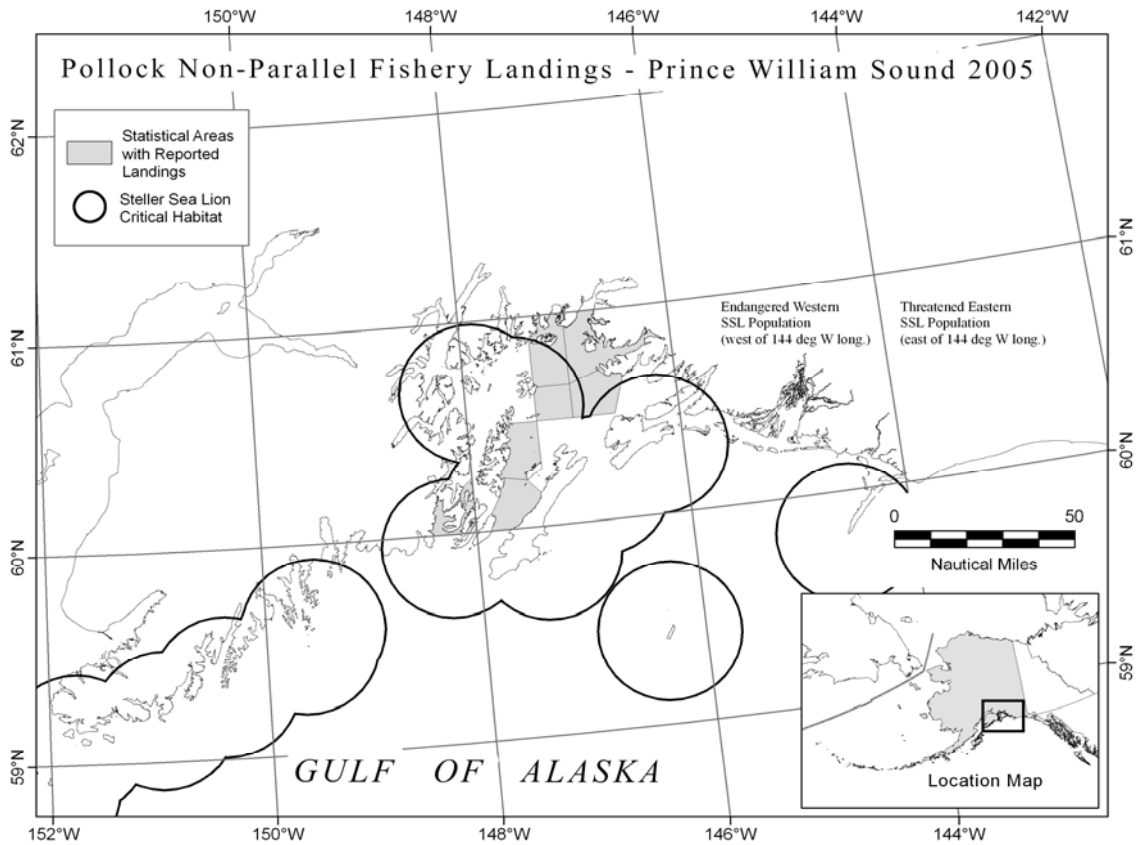 150°W
148°W
146°W
144°W
142°W
Pollock Non-Parallel Fishery Landings - Prince William Sound 2005
Statistical Areas
with Reported
Landings
Steller Sea Lion
Critical Habitat
62°N
61°N
60°N
59°N
61°N
60°N
59°N
Endangered Western
SSL Population
(west of 144 deg W long.)
Threatened Eastern
SSL Population
(east of 144 deg W long.)
0
50
Nautical Miles
Location Map
GULF OF ALASKA
152°W
150°W
148°W
146°W
144°W